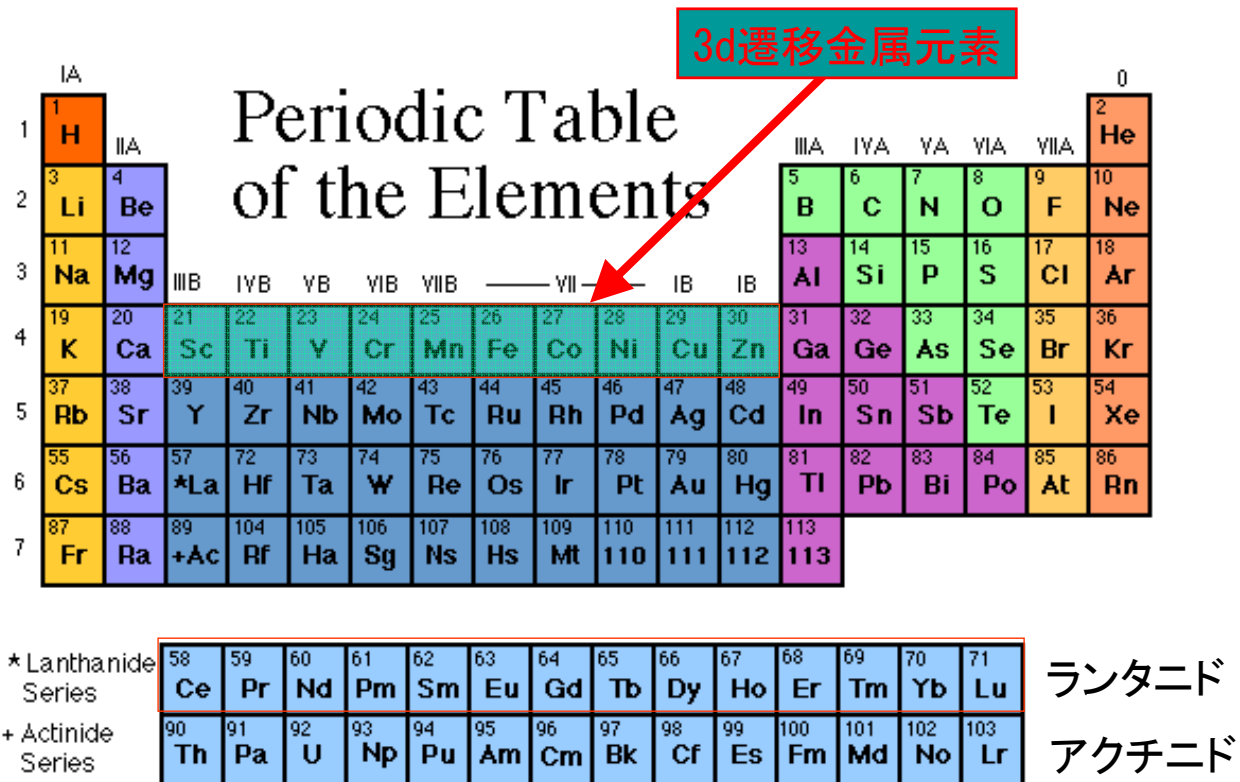 3d遷移金属元素
IA
0
Periodic Table
of the Elements
1
1 H
IIA
IIIA IVA VA VIA VIIA
2 He
2
3 Li
4 Be
5 B
6 C
7 N
8 O
9 F
10 Ne
3
11 Na
12 Mg
IIIB IVB VB VIB VIIB VII IB IB
13 Al
14 Si
15 P
16 S
17 Cl
18 Ar
4
19 K
20 Ca
21 Sc
22 Ti
23 V
24 Cr
25 Mn
26 Fe
27 Co
28 Ni
29 Cu
30 Zn
31 Ga
32 Ge
33 As
34 Se
35 Br
36 Kr
5
37 Rb
38 Sr
39 Y
40 Zr
41 Nb
42 Mo
43 Tc
44 Ru
45 Rh
46 Pd
47 Ag
48 Cd
49 In
50 Sn
51 Sb
52 Te
53 I
54 Xe
6
55 Cs
56 Ba
57 *La
72 Hf
73 Ta
74 W
75 Re
76 Os
77 Ir
78 Pt
79 Au
80 Hg
81 Tl
82 Pb
83 Bi
84 Po
85 At
86 Rn
7
87 Fr
88 Ra
89 +Ac
104 Rf
105 Ha
106 Sg
107 Ns
108 Hs
109 Mt
110 110
111 111
112 112
113 113
* Lanthanide
Series
58 Ce
59 Pr
60 Nd
61 Pm
62 Sm
63 Eu
64 Gd
65 Tb
66 Dy
67 Ho
68 Er
69 Tm
70 Yb
71 Lu
ランタニド
+ Actinide
Series
90 Th
91 Pa
92 U
93 Np
94 Pu
95 Am
96 Cm
97 Bk
98 Cf
99 Es
100 Fm
101 Md
102 No
103 Lr
アクチニド